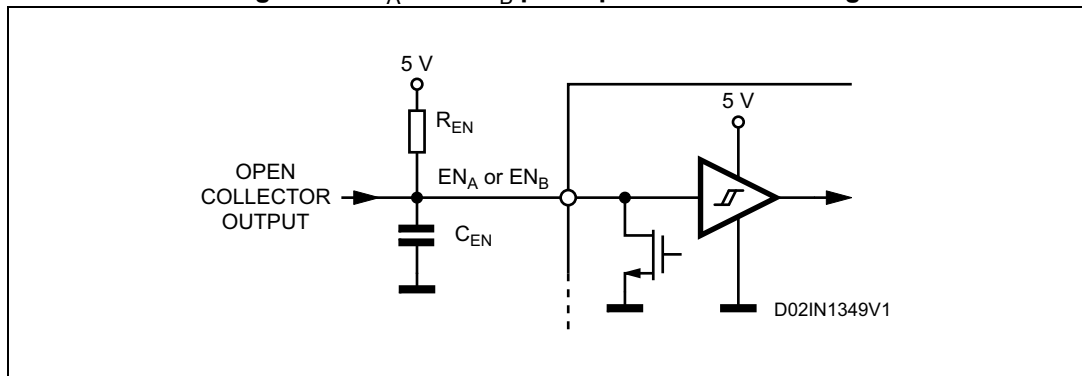 5 V
R_EN
5 V
OPEN
COLLECTOR
OUTPUT
EN_A or EN_B
C_EN
D02IN1349V1